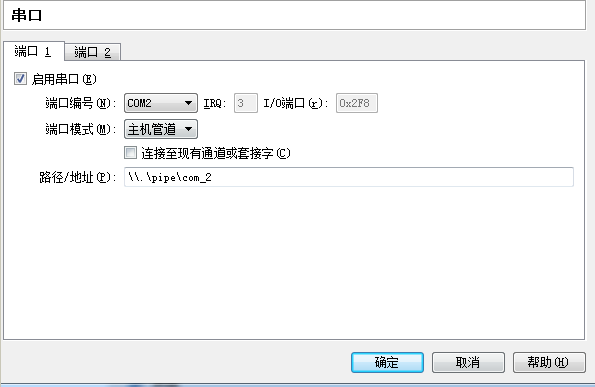 串口
端口 1 端口 2
启用串口(E)
端口编号(N): COM2 IRQ: 3 I/O端口(r): 0x2F8
端口模式(M): 主机管道
连接至现有通道或套接字(C)
路径/地址(P): \\.\pipe\com_2
确定 取消 帮助(H)